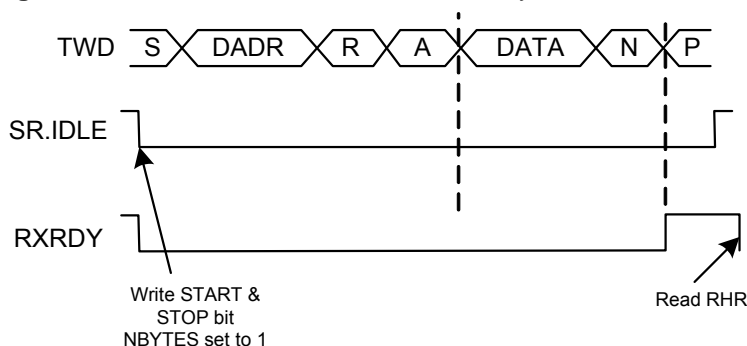 TWD S DADR R A DATA N P
SR.IDLE
RXRDY
Write START &
STOP bit
NBYTES set to 1
Read RHR